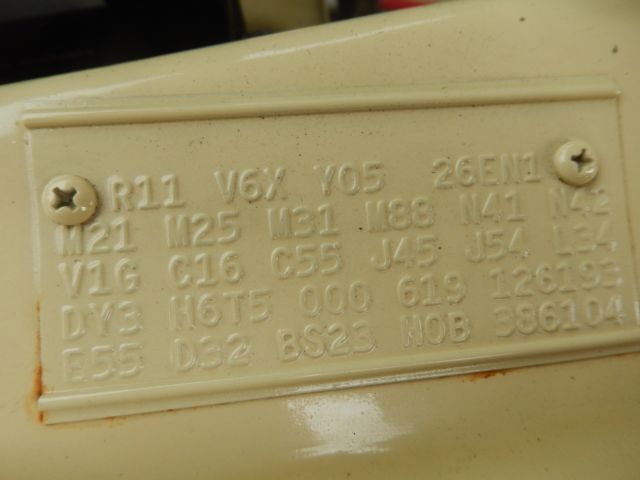 R11 V6X Y05 26EN1
M21 M25 M31 M88 N41 N42
V1G C16 C55 J45 J54 L34
DY3 H6T5 000 619 126193
E55 D32 BS23 N0B 386104